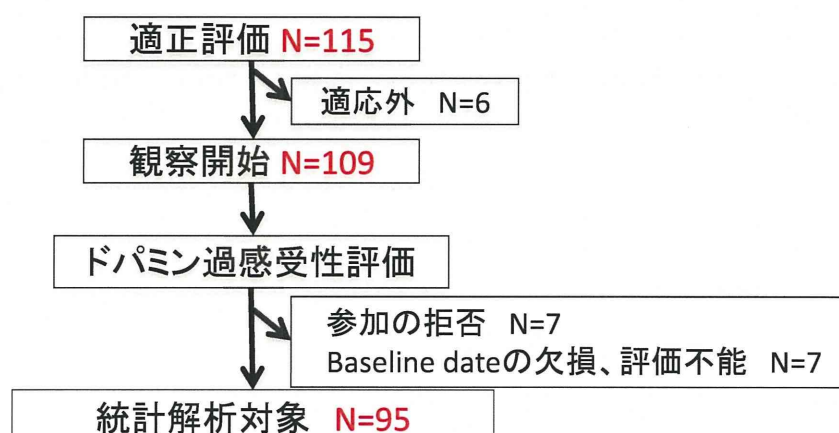 適正評価 N=115
適応外 N=6
観察開始 N=109
ドパミン過感受性評価
参加の拒否 N=7
Baseline dateの欠損、評価不能 N=7
統計解析対象 N=95